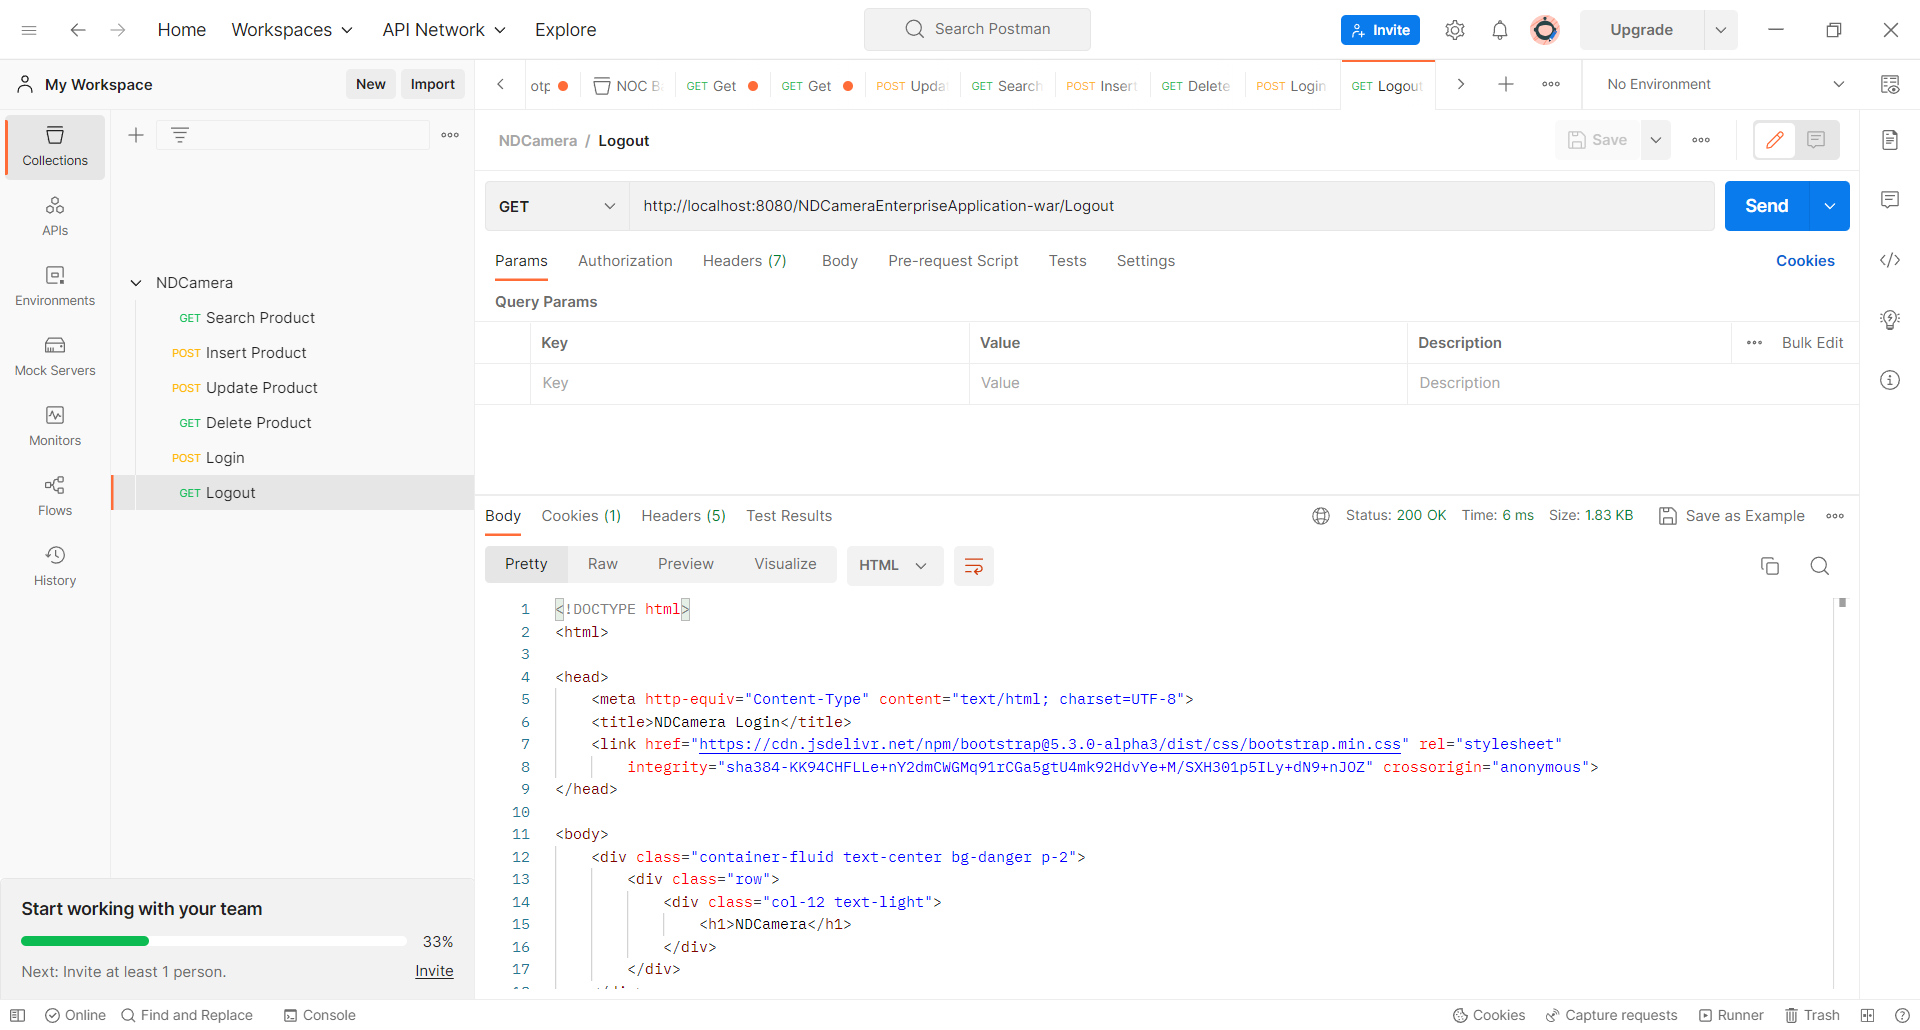 Home Workspaces API Network Explore Search Postman Invite Upgrade
My Workspace New Import otp NOC B GET Get GET Get POST Upda GET Search POST Insert GET Delete POST Login GET Logout No Environment
Collections
APIs
Environments
Mock Servers
Monitors
Flows
History
NDCamera
GET Search Product
POST Insert Product
POST Update Product
GET Delete Product
POST Login
GET Logout
Start working with your team
33%
Next: Invite at least 1 person. Invite
NDCamera / Logout Save
GET http://localhost:8080/NDCameraEnterpriseApplication-war/Logout Send
Params Authorization Headers (7) Body Pre-request Script Tests Settings Cookies
Query Params
Key Value Description Bulk Edit
Key Value Description
Body Cookies (1) Headers (5) Test Results Status: 200 OK Time: 6 ms Size: 1.83 KB Save as Example
Pretty Raw Preview Visualize HTML
1 <!DOCTYPE html>
2 <html>
3
4 <head>
5 <meta http-equiv="Content-Type" content="text/html; charset=UTF-8">
6 <title>NDCamera Login</title>
7 <link href="https://cdn.jsdelivr.net/npm/bootstrap@5.3.0-alpha3/dist/css/bootstrap.min.css" rel="stylesheet"
8 integrity="sha384-KK94CHFLLe+nY2dmCWGMq91rCGa5gtU4mk92HdvYe+M/SXH301p5ILy+dN9+nJOZ" crossorigin="anonymous">
9 </head>
10
11 <body>
12 <div class="container-fluid text-center bg-danger p-2">
13 <div class="row">
14 <div class="col-12 text-light">
15 <h1>NDCamera</h1>
16 </div>
17 </div>
Online Find and Replace Console Cookies Capture requests Runner Trash